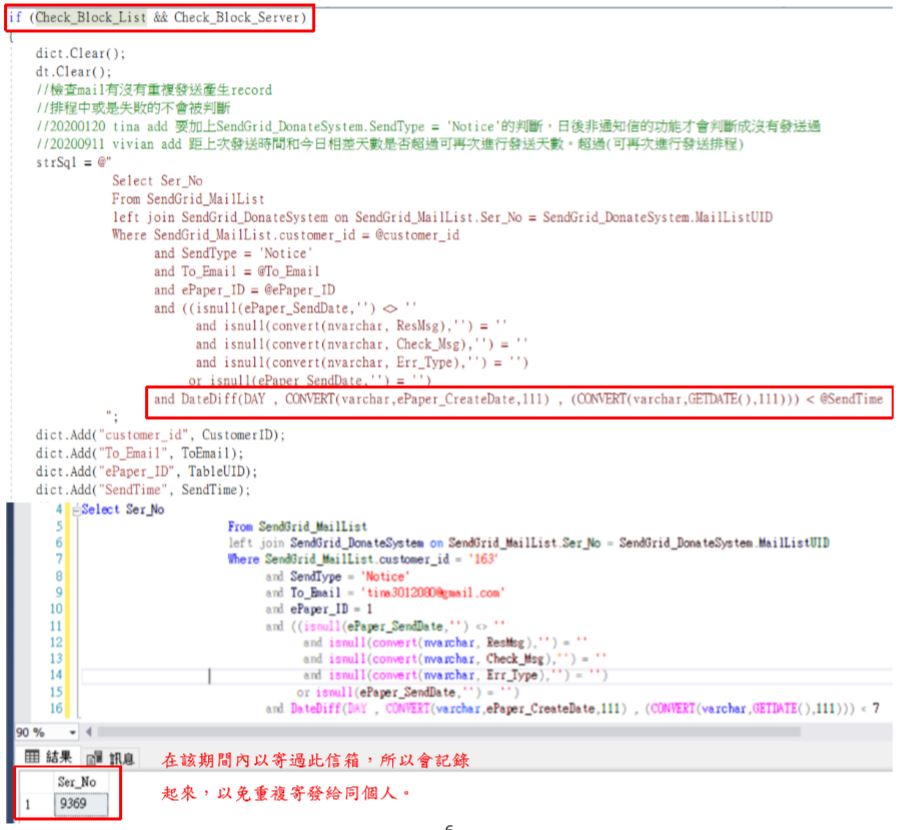 if (Check_Block_List && Check_Block_Server)
{
dict.Clear();
dt.Clear();
//檢查mail有沒有重複發送產生record
//排程中或是失敗的不會被判斷
//20200120 tina add 要加上SendGrid_DonateSystem.SendType = 'Notice'的判斷，日後非通知信的功能才會判斷成沒有發送過
//20200911 vivian add 距上次發送時間和今日相差天數是否超過可再次進行發送天數。超過(可再次進行發送排程)
strSql = @"
Select Ser_No
From SendGrid_MailList
left join SendGrid_DonateSystem on SendGrid_MailList.Ser_No = SendGrid_DonateSystem.MailListUID
Where SendGrid_MailList.customer_id = @customer_id
and SendType = 'Notice'
and To_Email = @To_Email
and ePaper_ID = @ePaper_ID
and ((isnull(ePaper_SendDate,'') <> ''
and isnull(convert(nvarchar, ResMsg),'') = ''
and isnull(convert(nvarchar, Check_Msg),'') = ''
and isnull(convert(nvarchar, Err_Type),'') = '')
or isnull(ePaper_SendDate,'') = '')
and DateDiff(DAY , CONVERT(varchar,ePaper_CreateDate,111) , (CONVERT(varchar,GETDATE(),111))) < @SendTime
";
dict.Add("customer_id", CustomerID);
dict.Add("To_Email", ToEmail);
dict.Add("ePaper_ID", TableUID);
dict.Add("SendTime", SendTime);
4 Select Ser_No
5 From SendGrid_MailList
6 left join SendGrid_DonateSystem on SendGrid_MailList.Ser_No = SendGrid_DonateSystem.MailListUID
7 Where SendGrid_MailList.customer_id = '163'
8 and SendType = 'Notice'
9 and To_Email = 'tina3012080@gmail.com'
10 and ePaper_ID = 1
11 and ((isnull(ePaper_SendDate,'') <> ''
12 and isnull(convert(nvarchar, ResMsg),'') = ''
13 and isnull(convert(nvarchar, Check_Msg),'') = ''
14 and isnull(convert(nvarchar, Err_Type),'') = '')
15 or isnull(ePaper_SendDate,'') = '')
16 and DateDiff(DAY , CONVERT(varchar,ePaper_CreateDate,111) , (CONVERT(varchar,GETDATE(),111))) < 7
90 %
結果 訊息
在該期間內以寄過此信箱，所以會記錄
起來，以免重複寄發給同個人。
Ser_No
1 9369